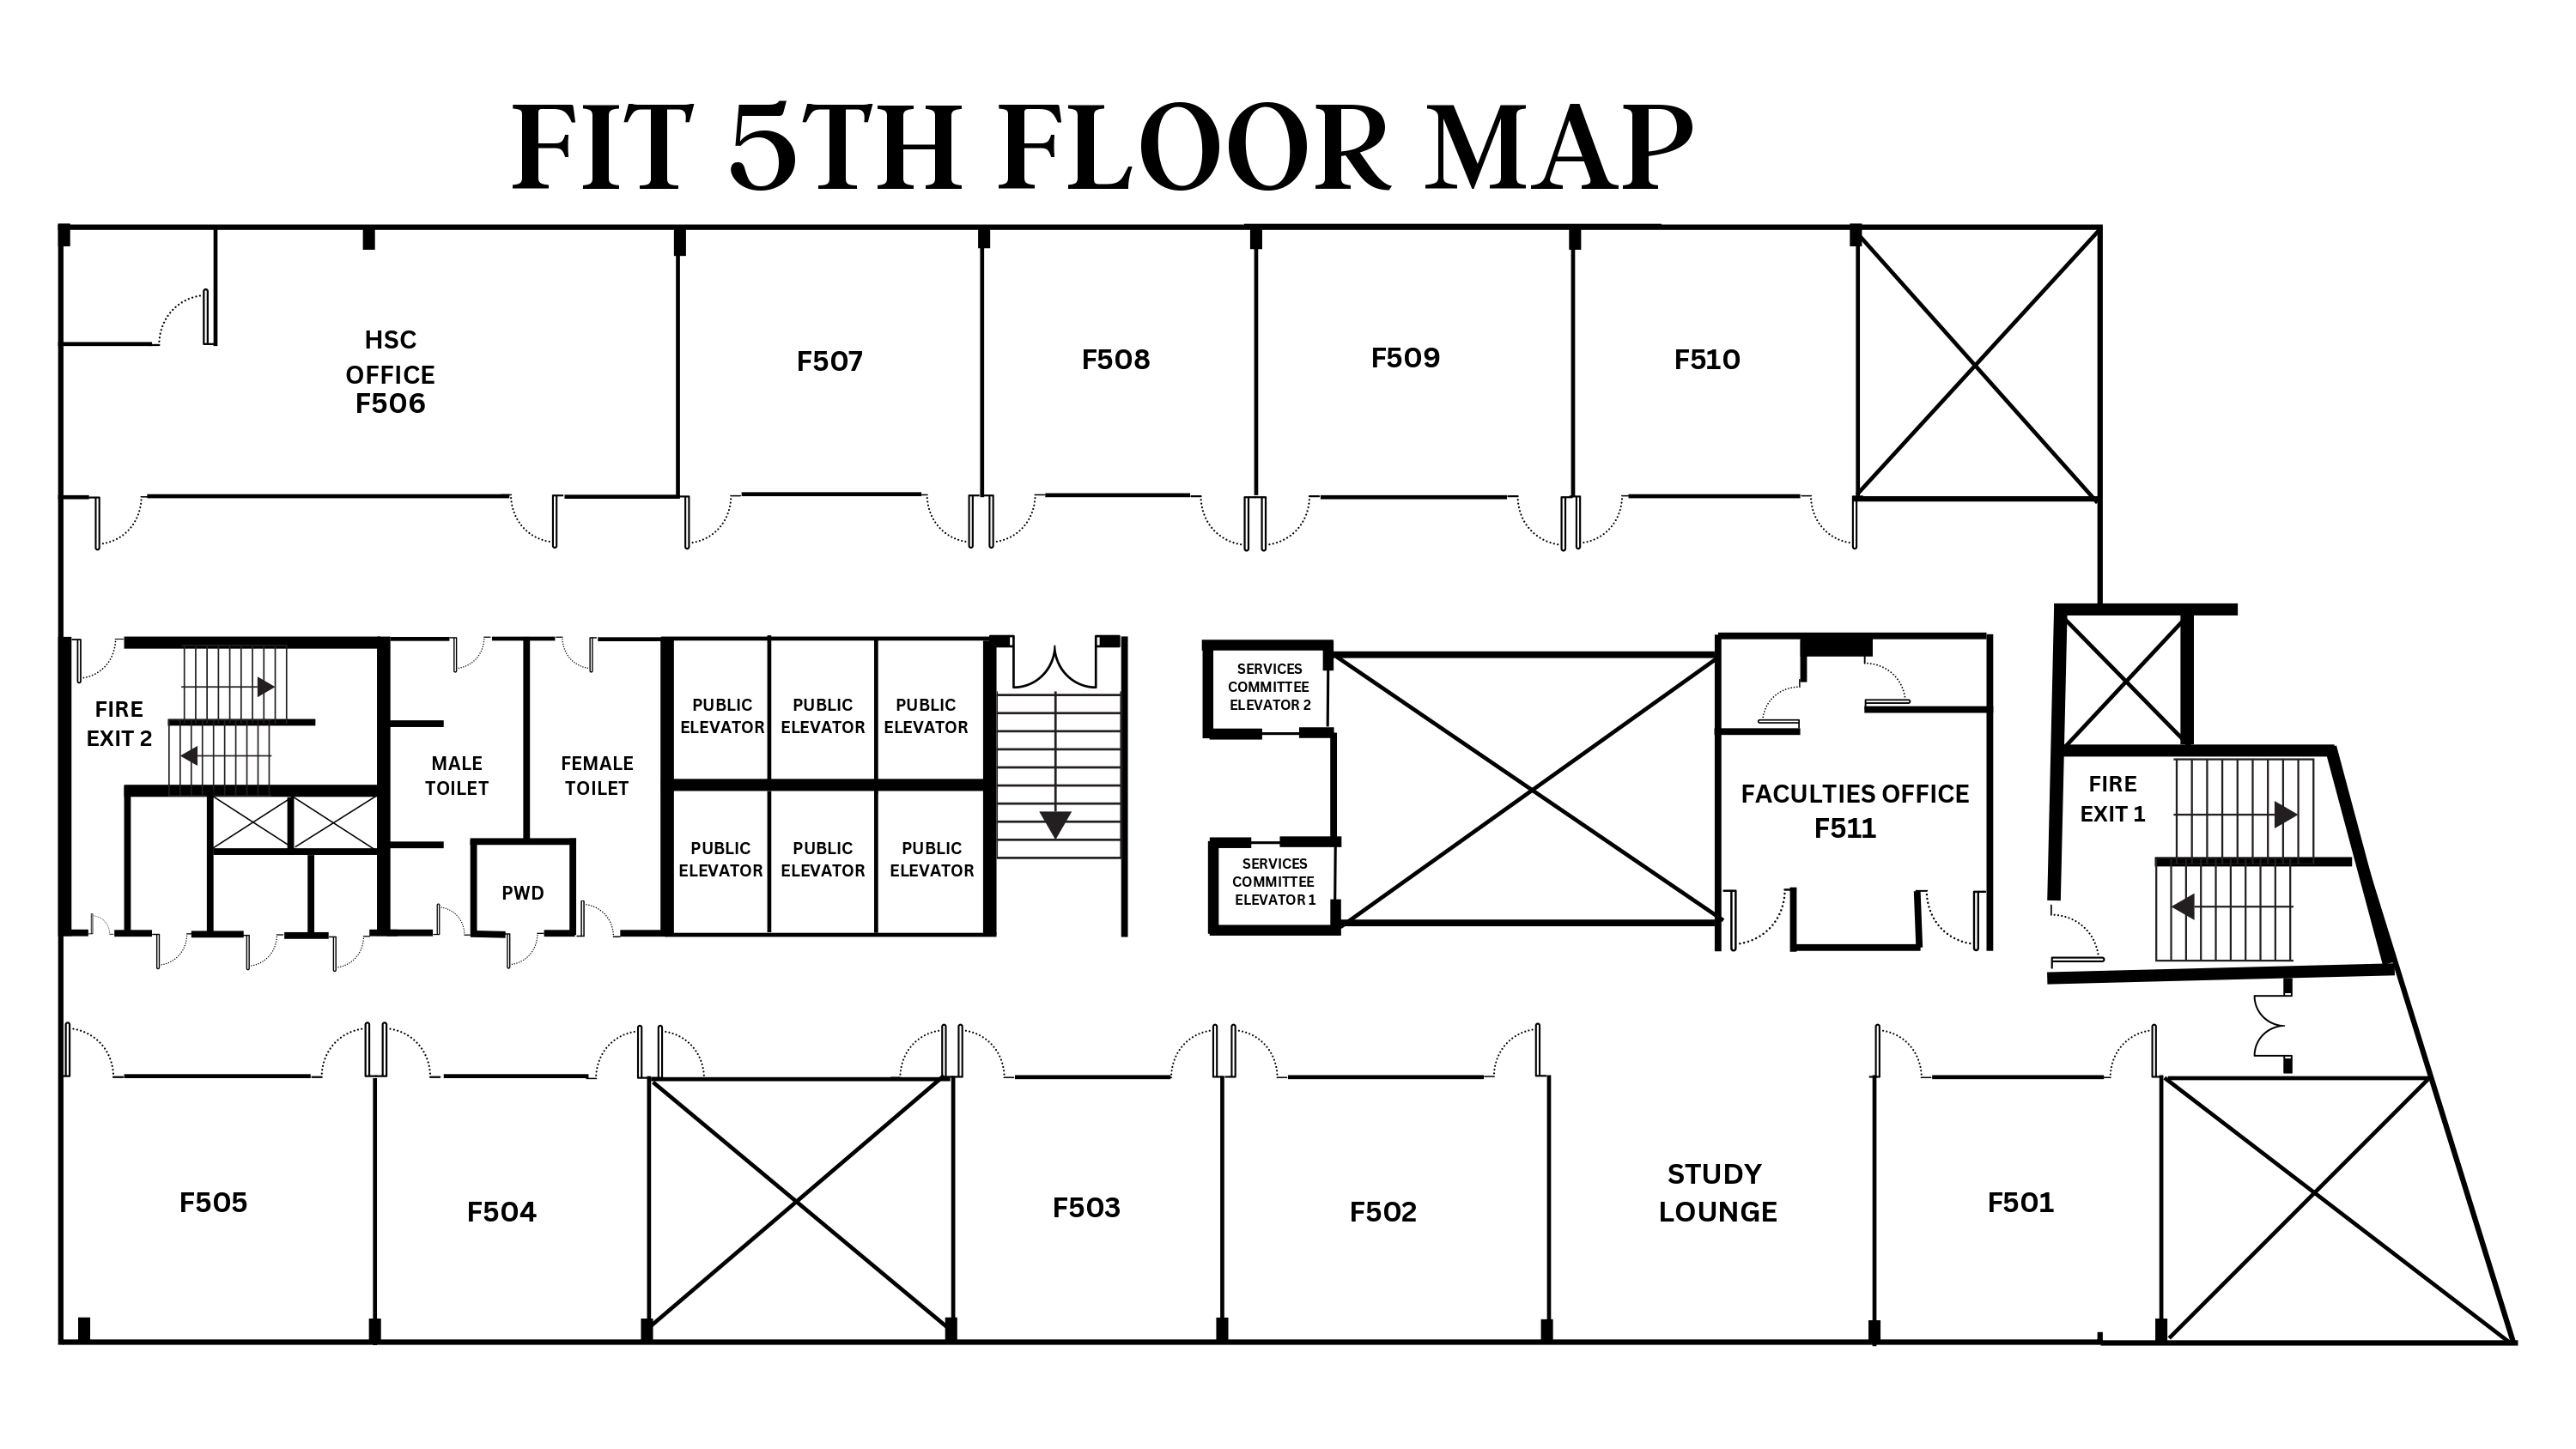 FIT 5TH FLOOR MAP
HSC
OFFICE
F506
F507
F508
F509
F510
FIRE
EXIT 2
MALE
TOILET
FEMALE
TOILET
PWD
PUBLIC
ELEVATOR
PUBLIC
ELEVATOR
PUBLIC
ELEVATOR
PUBLIC
ELEVATOR
PUBLIC
ELEVATOR
PUBLIC
ELEVATOR
SERVICES
COMMITTEE
ELEVATOR 2
SERVICES
COMMITTEE
ELEVATOR 1
FACULTIES OFFICE
F511
FIRE
EXIT 1
F505
F504
F503
F502
STUDY
LOUNGE
F501